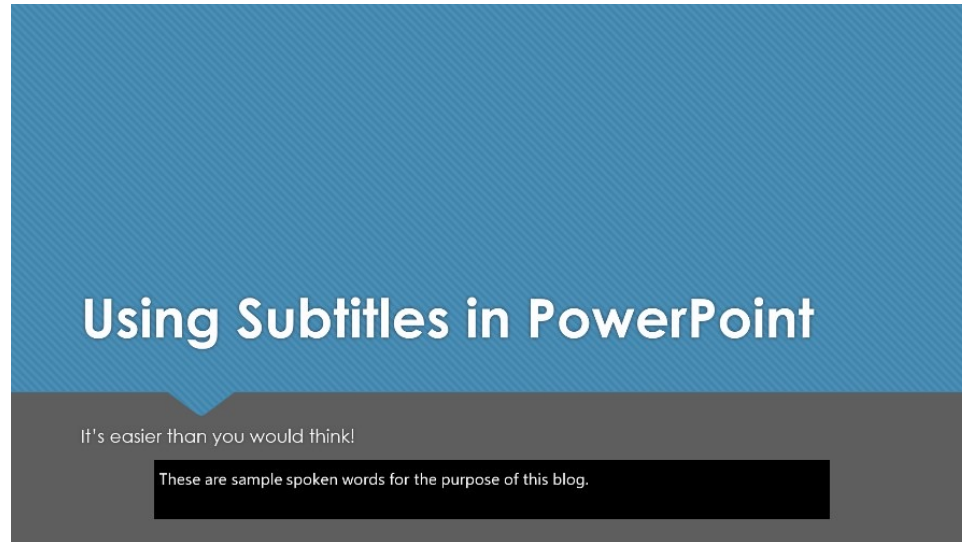 Using Subtitles in PowerPoint
It's easier than you would think!
These are sample spoken words for the purpose of this blog.